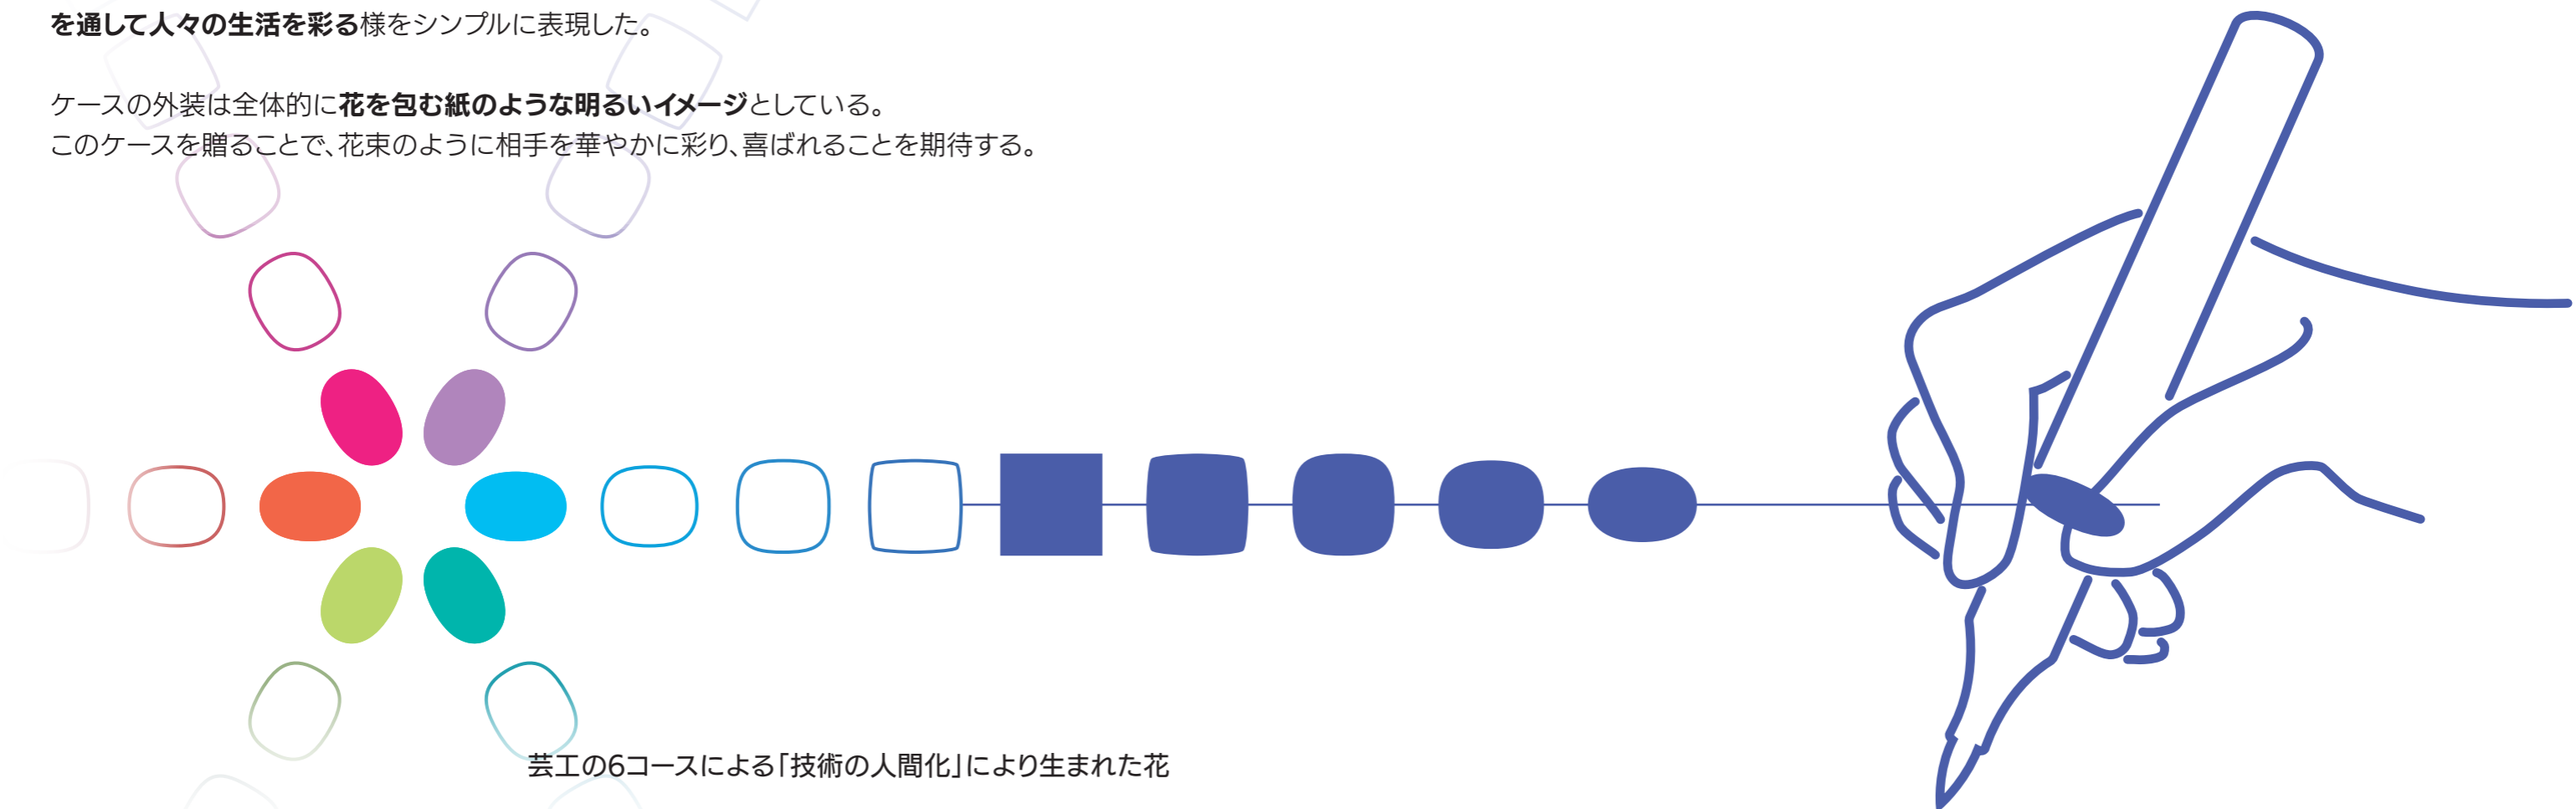 を通して人々の生活を彩る様をシンプルに表現した。
ケースの外装は全体的に花を包む紙のような明るいイメージとしている。
このケースを贈ることで、花束のように相手を華やかに彩り、喜ばれることを期待する。
芸工の6コースによる「技術の人間化」により生まれた花